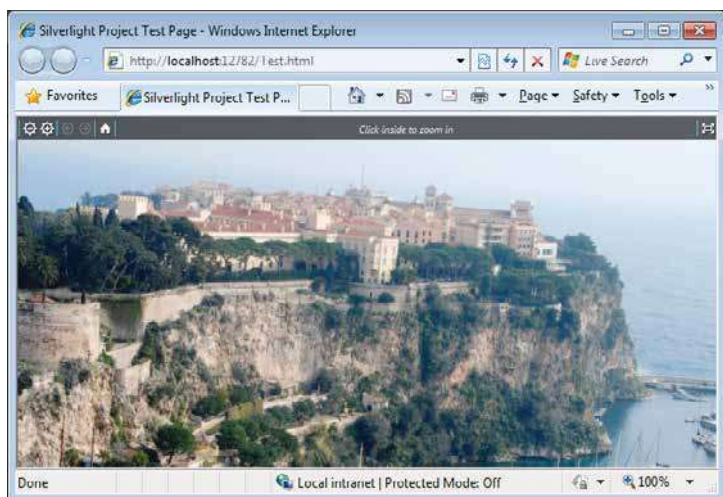 Silverlight Project Test Page - Windows Internet Explorer
http://localhost:12782/Test.html
Live Search
Favorites
Silverlight Project Test P...
Page
Safety
Tools
»
Click inside to zoom in
Done
Local intranet | Protected Mode: Off
100%